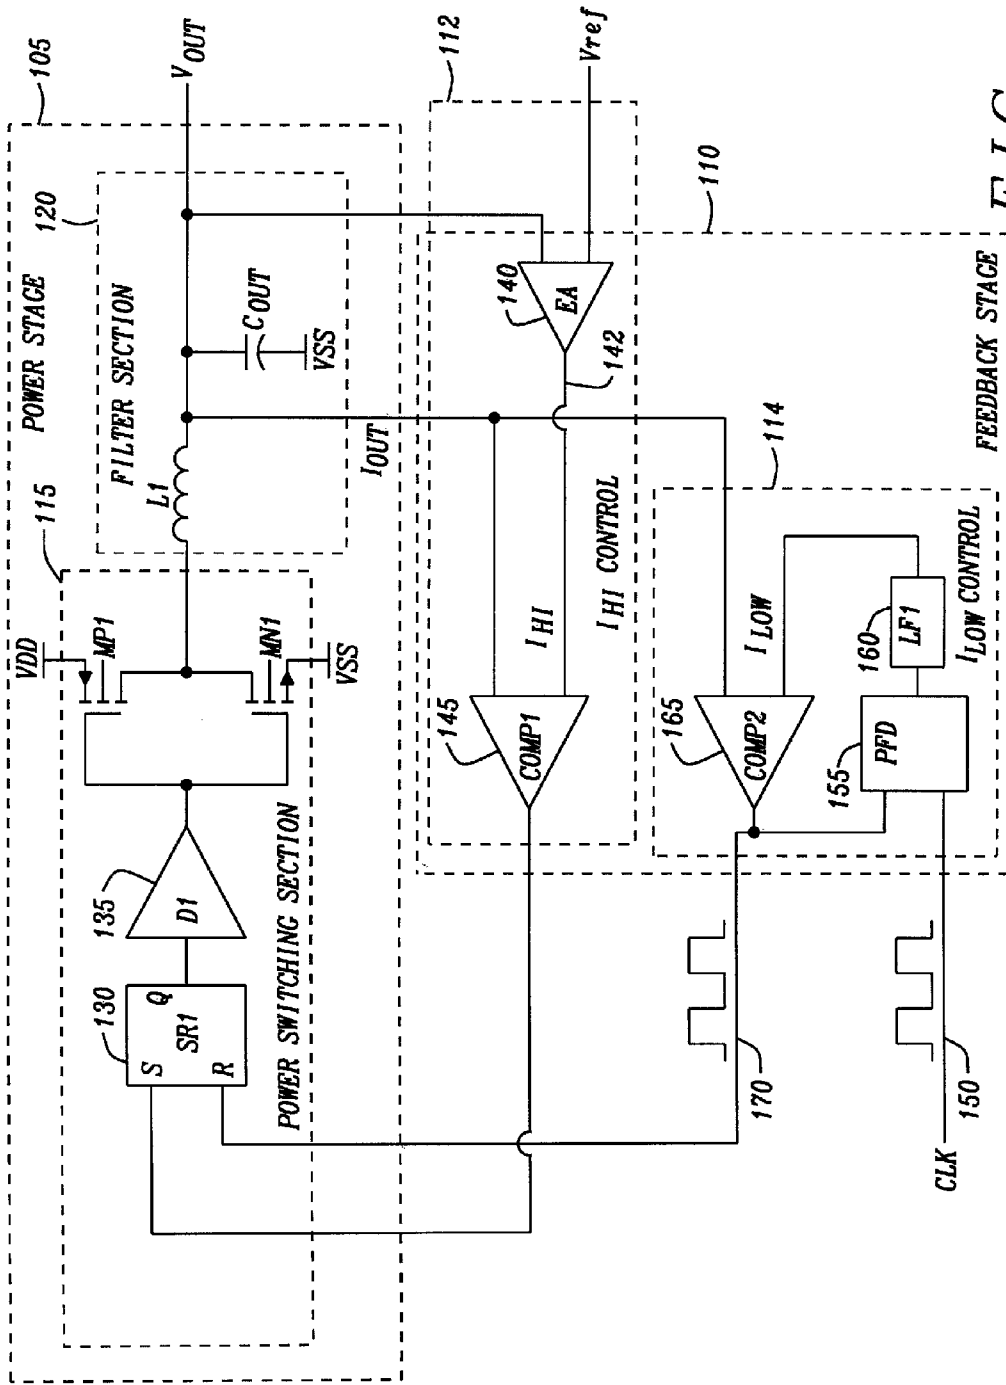 105
POWER STAGE
120
V_OUT
115
FILTER SECTION
L1
C_OUT
VSS
I_OUT
VDD
MP1
MN1
VSS
135
D1
130
S
Q
SR1
R
POWER SWITCHING SECTION
112
Vref
140
EA
142
145
COMP1
I_HI
I_HI CONTROL
110
114
165
COMP2
I_LOW
160
LF1
155
PFD
I_LOW CONTROL
FEEDBACK STAGE
170
150
CLK